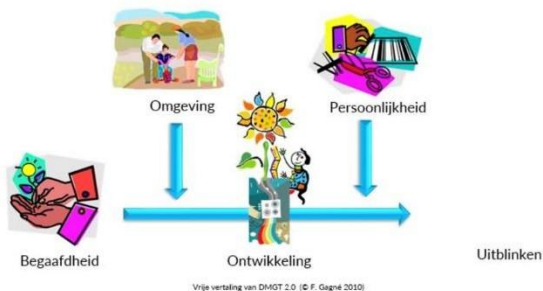 Omgeving
Persoonlijkheid
Begaafdheid
Ontwikkeling
Uitblinken
Vrije vertaling van DMGT 2.0 (© F. Gagné 2010)